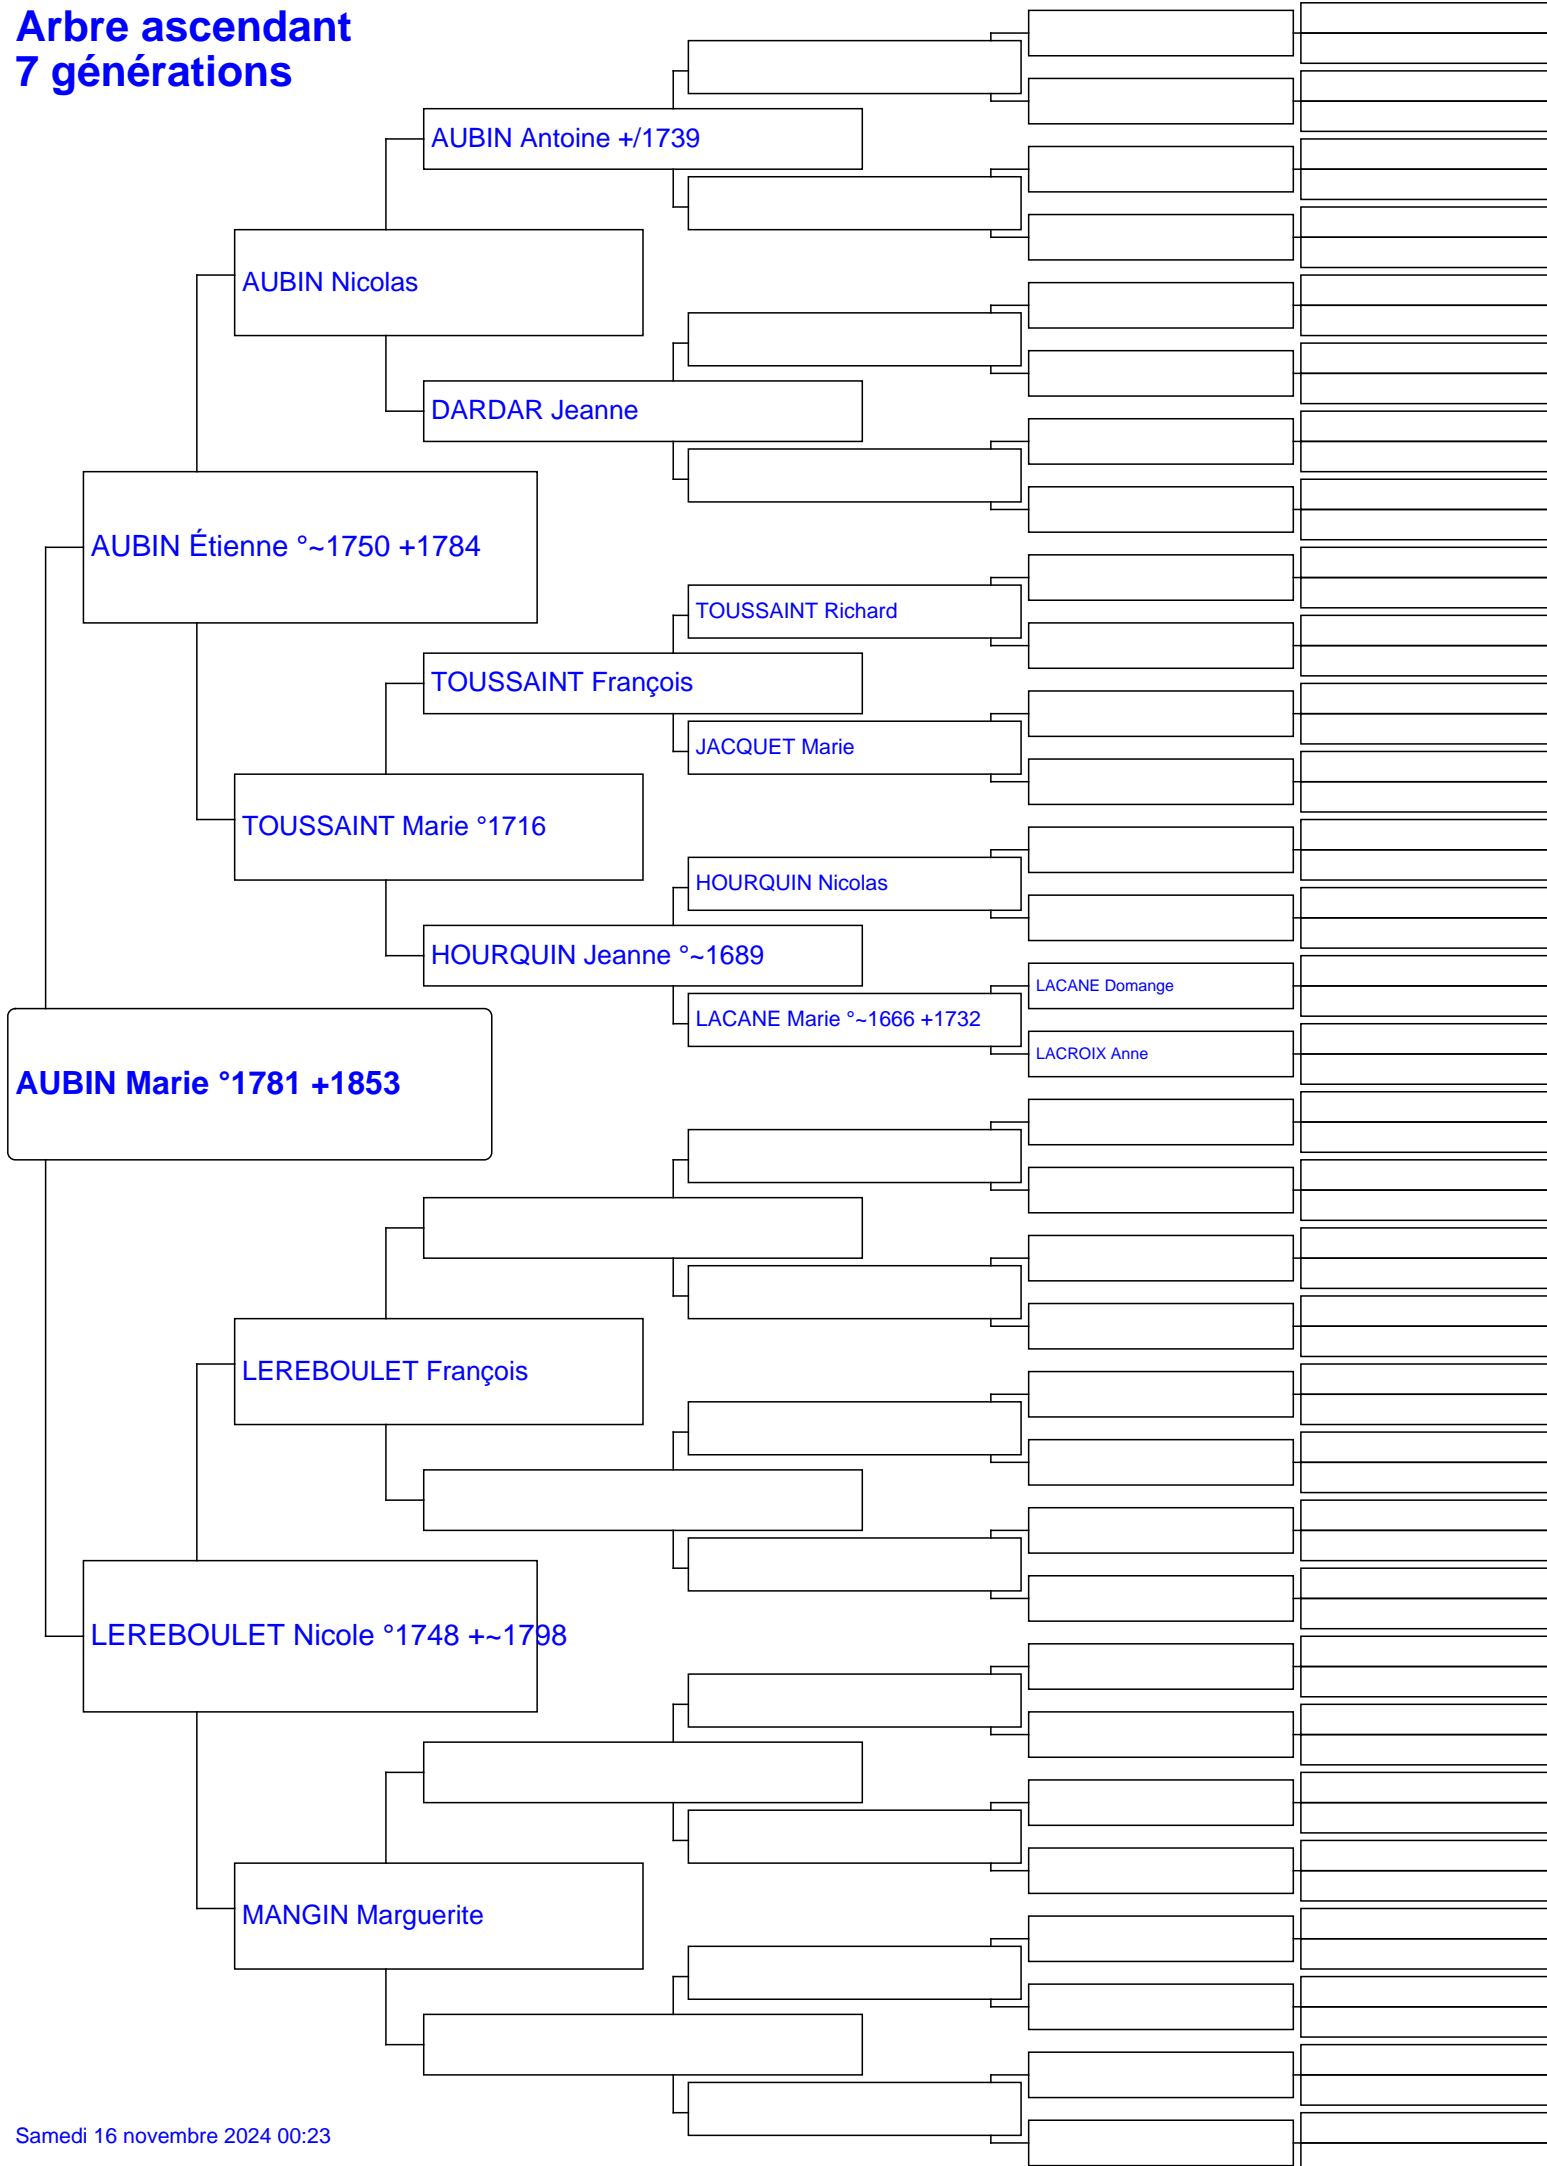 Arbre ascendant
7 générations
AUBIN Antoine +/1739
AUBIN Nicolas
DARDAR Jeanne
AUBIN Étienne °~1750 +1784
TOUSSAINT Richard
TOUSSAINT François
JACQUET Marie
TOUSSAINT Marie °1716
HOURQUIN Nicolas
HOURQUIN Jeanne °~1689
LACANE Domange
LACANE Marie °~1666 +1732
LACROIX Anne
AUBIN Marie °1781 +1853
LEREBOULET François
LEREBOULET Nicole °1748 +~1798
MANGIN Marguerite
Samedi 16 novembre 2024 00:23